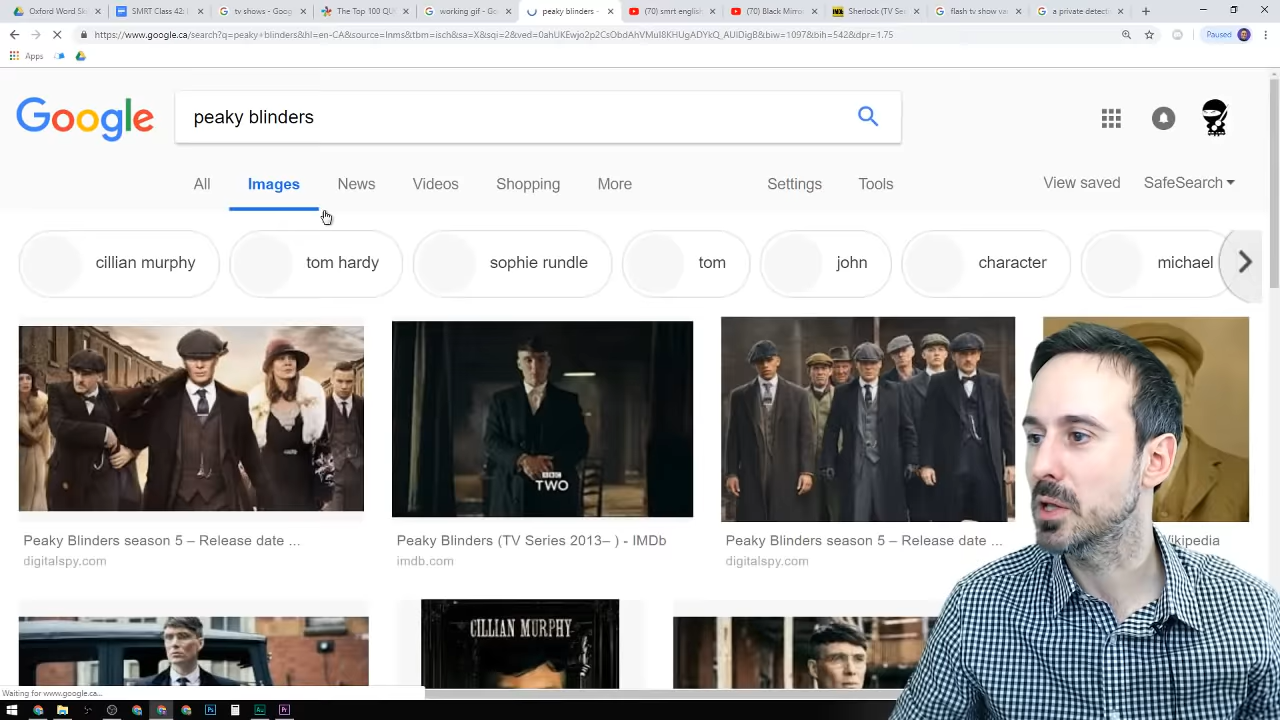 Oxford Word Sk
SMRT Class 42:
tv shows - Goog
The Top 100 QU
working gif - Go
peaky blinders -
(70) smrt english
(70) Black Mirro
Sherlock (TV Se
flash tv show va
a private detect
https://www.google.ca/search?q=peaky+blinders&hl=en-CA&source=lnms&tbm=isch&sa=X&sqi=2&ved=0ahUKEwjo2p2CsObdAhVMuI8KHUgADYkQ_AUIDigB&biw=1097&bih=542&dpr=1.75
Paused
Apps
Google
peaky blinders
All Images News Videos Shopping More Settings Tools View saved SafeSearch
cillian murphy tom hardy sophie rundle tom john character michael
BBC
TWO
Peaky Blinders season 5 – Release date ...
digitalspy.com
Peaky Blinders (TV Series 2013– ) - IMDb
imdb.com
Peaky Blinders season 5 – Release date ...
digitalspy.com
Wikipedia
CILLIAN MURPHY
Waiting for www.google.ca...